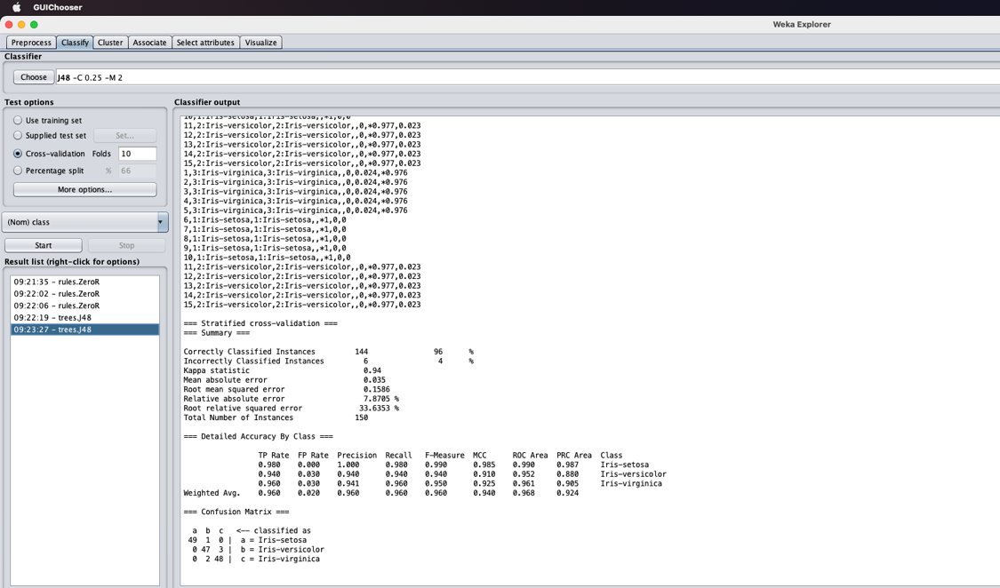 GUIChooser
Weka Explorer
Preprocess Classify Cluster Associate Select attributes Visualize
Classifier
Choose J48 -C 0.25 -M 2
Test options
Use training set
Supplied test set Set...
Cross-validation Folds 10
Percentage split % 66
More options...
(Nom) class
Start Stop
Result list (right-click for options)
09:21:35 - rules.ZeroR
09:22:02 - rules.ZeroR
09:22:06 - rules.ZeroR
09:22:19 - trees.J48
09:23:27 - trees.J48
Classifier output
10,1:Iris-setosa,1:Iris-setosa,,*1,0,0
11,2:Iris-versicolor,2:Iris-versicolor,,0,*0.977,0.023
12,2:Iris-versicolor,2:Iris-versicolor,,0,*0.977,0.023
13,2:Iris-versicolor,2:Iris-versicolor,,0,*0.977,0.023
14,2:Iris-versicolor,2:Iris-versicolor,,0,*0.977,0.023
15,2:Iris-versicolor,2:Iris-versicolor,,0,*0.977,0.023
1,3:Iris-virginica,3:Iris-virginica,,0,0.024,*0.976
2,3:Iris-virginica,3:Iris-virginica,,0,0.024,*0.976
3,3:Iris-virginica,3:Iris-virginica,,0,0.024,*0.976
4,3:Iris-virginica,3:Iris-virginica,,0,0.024,*0.976
5,3:Iris-virginica,3:Iris-virginica,,0,0.024,*0.976
6,1:Iris-setosa,1:Iris-setosa,,*1,0,0
7,1:Iris-setosa,1:Iris-setosa,,*1,0,0
8,1:Iris-setosa,1:Iris-setosa,,*1,0,0
9,1:Iris-setosa,1:Iris-setosa,,*1,0,0
10,1:Iris-setosa,1:Iris-setosa,,*1,0,0
11,2:Iris-versicolor,2:Iris-versicolor,,0,*0.977,0.023
12,2:Iris-versicolor,2:Iris-versicolor,,0,*0.977,0.023
13,2:Iris-versicolor,2:Iris-versicolor,,0,*0.977,0.023
14,2:Iris-versicolor,2:Iris-versicolor,,0,*0.977,0.023
15,2:Iris-versicolor,2:Iris-versicolor,,0,*0.977,0.023
=== Stratified cross-validation ===
=== Summary ===
Correctly Classified Instances 144 96 %
Incorrectly Classified Instances 6 4 %
Kappa statistic 0.94
Mean absolute error 0.035
Root mean squared error 0.1586
Relative absolute error 7.8705 %
Root relative squared error 33.6353 %
Total Number of Instances 150
=== Detailed Accuracy By Class ===
TP Rate FP Rate Precision Recall F-Measure MCC ROC Area PRC Area Class
0.980 0.000 1.000 0.980 0.990 0.985 0.990 0.987 Iris-setosa
0.940 0.030 0.940 0.940 0.940 0.910 0.952 0.880 Iris-versicolor
0.960 0.030 0.941 0.960 0.950 0.925 0.961 0.905 Iris-virginica
Weighted Avg. 0.960 0.020 0.960 0.960 0.960 0.940 0.968 0.924
=== Confusion Matrix ===
a b c <-- classified as
49 1 0 | a = Iris-setosa
0 47 3 | b = Iris-versicolor
0 2 48 | c = Iris-virginica